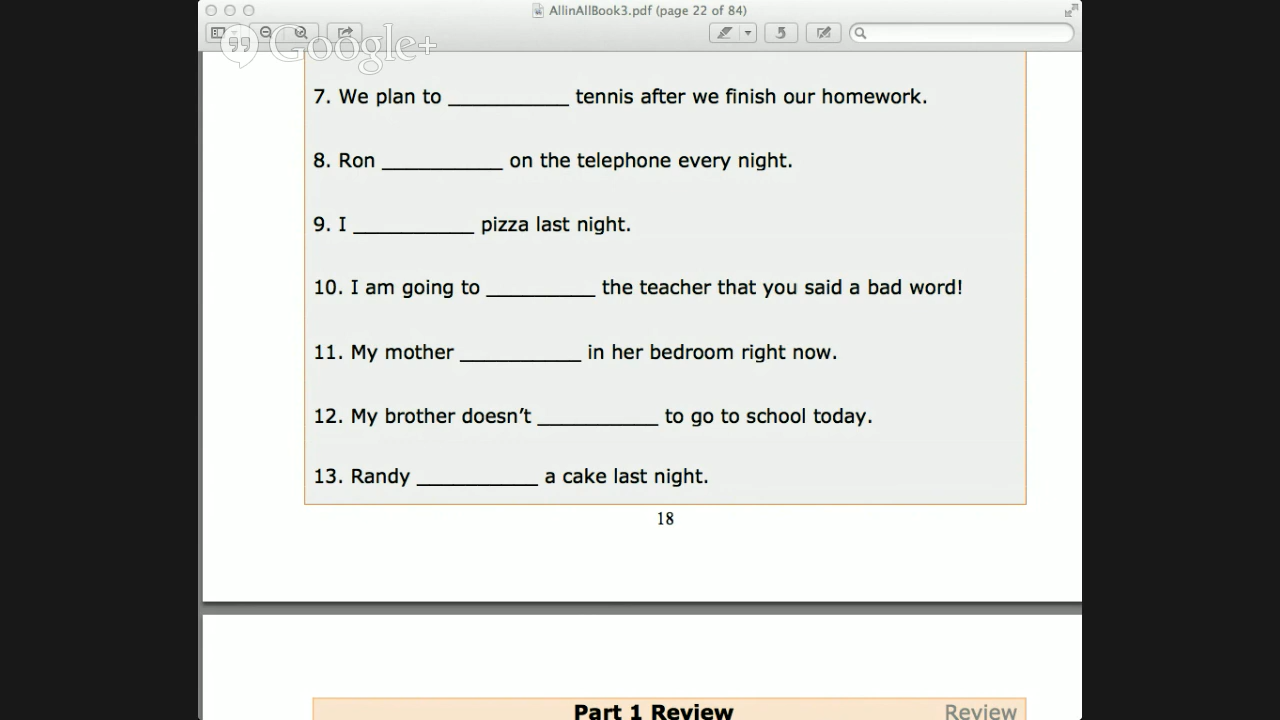 AllinAllBook3.pdf (page 22 of 84)
Google+
7. We plan to __________ tennis after we finish our homework.
8. Ron __________ on the telephone every night.
9. I __________ pizza last night.
10. I am going to _________ the teacher that you said a bad word!
11. My mother __________ in her bedroom right now.
12. My brother doesn’t __________ to go to school today.
13. Randy __________ a cake last night.
18
Part 1 Review Review